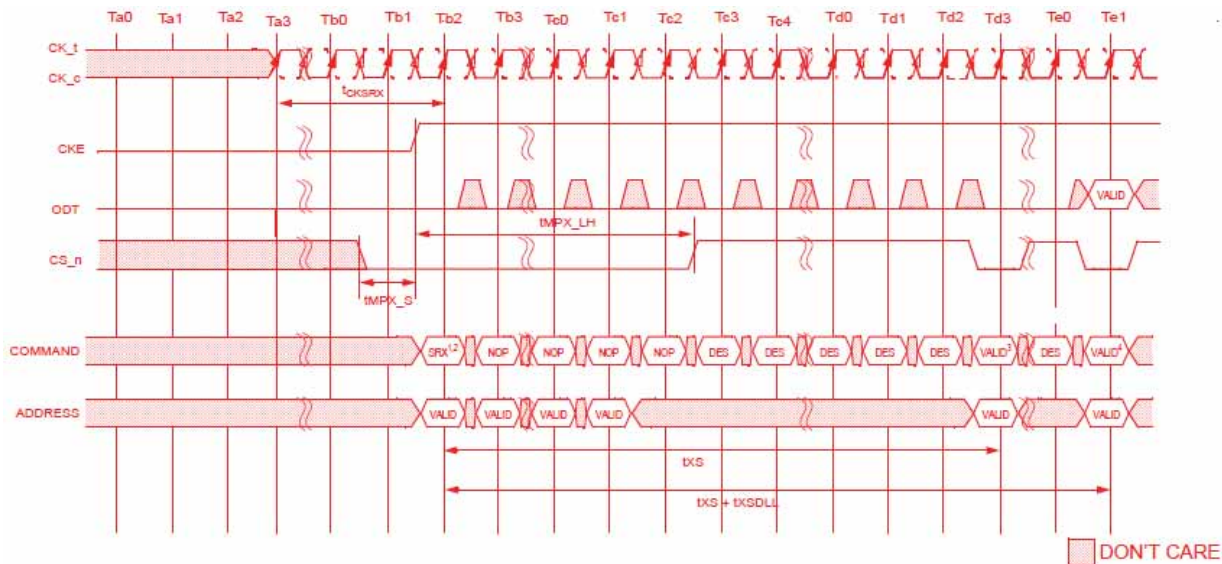 Ta0 Ta1 Ta2 Ta3 Tb0 Tb1 Tb2 Tb3 Tc0 Tc1 Tc2 Tc3 Tc4 Td0 Td1 Td2 Td3 Te0 Te1
CK_t
CK_c
tCKSRX
CKE
ODT
VALID
tMPX_LH
CS_n
tMPX_S
COMMAND SRX1,2 NOP NOP NOP NOP DES DES DES DES DES VALID3 DES VALID4
ADDRESS VALID VALID VALID VALID VALID VALID
tXS
tXS + tXSDLL
DON'T CARE